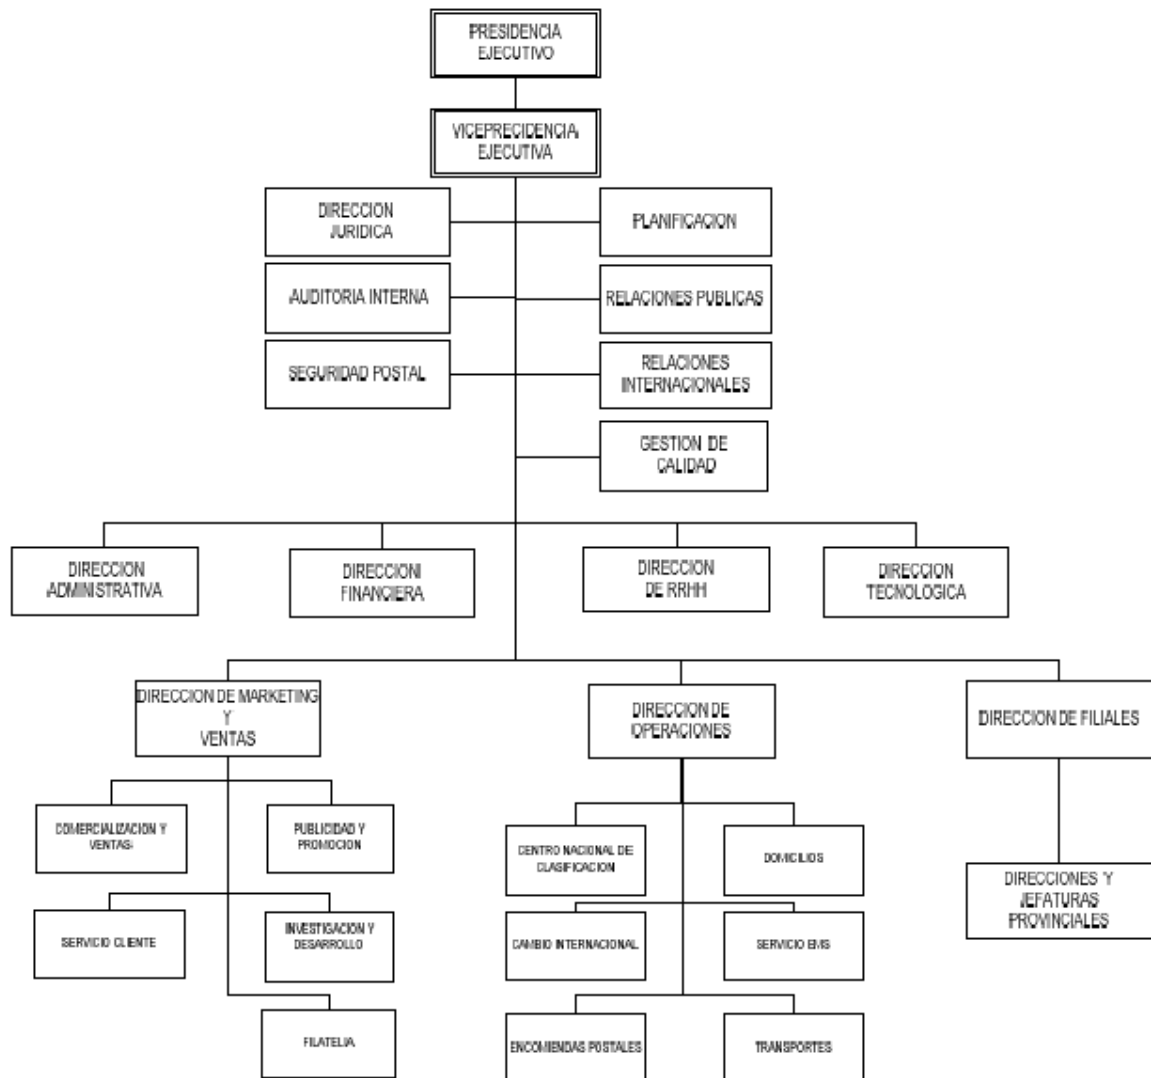 PRESIDENCIA
EJECUTIVO
VICEPRECIDENCIA
EJECUTIVA
DIRECCION
JURIDICA
PLANIFICACION
AUDITORIA INTERNA
RELACIONES PUBLICAS
SEGURIDAD POSTAL
RELACIONES
INTERNACIONALES
GESTION DE
CALIDAD
DIRECCION
ADMINISTRATIVA
DIRECCION
FINANCIERA
DIRECCION
DE RRHH
DIRECCION
TECNOLOGICA
DIRECCION DE MARKETING
Y
VENTAS
DIRECCION DE
OPERACIONES
DIRECCION DE FILIALES
COMERCIALIZACION Y
VENTAS
PUBLICIDAD Y
PROMOCION
SERVICIO CLIENTE
INVESTIGACION Y
DESARROLLO
FILATELIA
CENTRO NACIONAL DE
CLASIFICACION
DOMICILIOS
CAMBIO INTERNACIONAL
SERVICIO EMS
ENCOMIENDAS POSTALES
TRANSPORTES
DIRECCIONES Y
JEFATURAS
PROVINCIALES